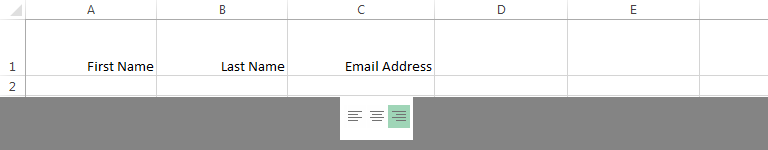 A B C D E
1 First Name Last Name Email Address
2